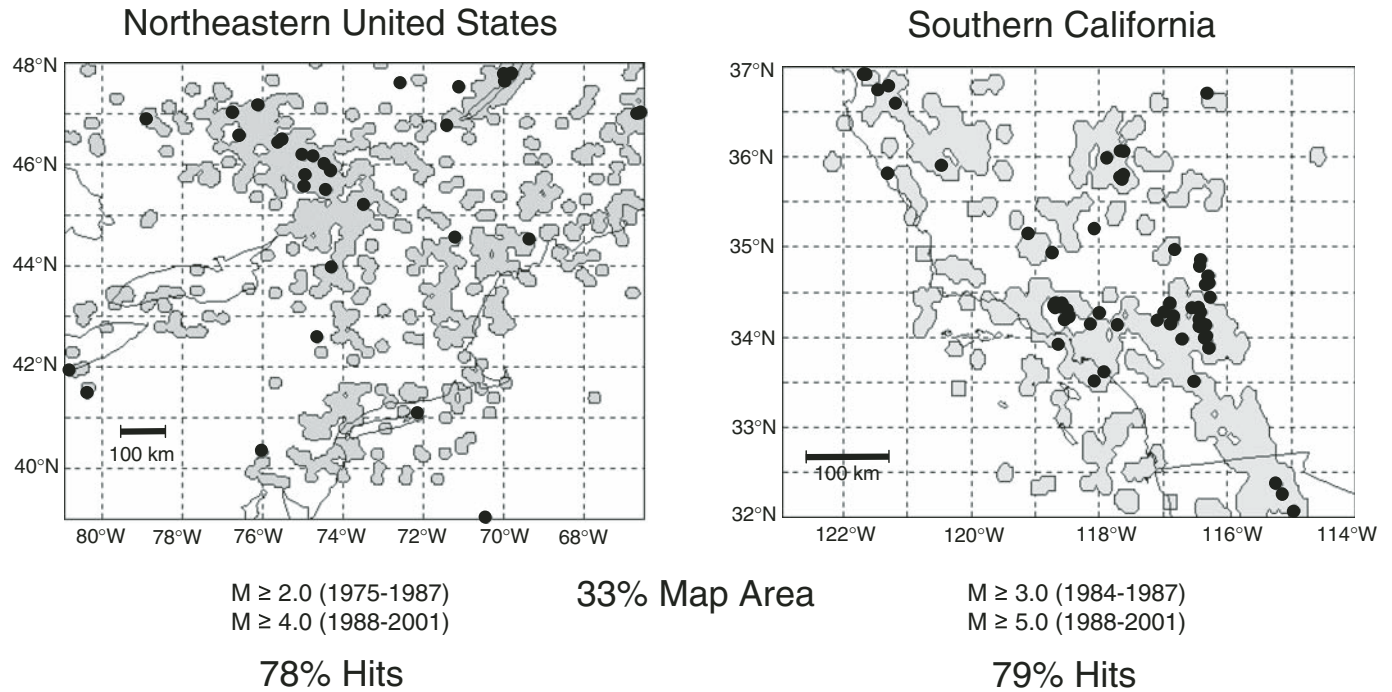 Northeastern United States
Southern California
48°N
46°N
44°N
42°N
40°N
100 km
80°W
78°W
76°W
74°W
72°W
70°W
68°W
37°N
36°N
35°N
34°N
33°N
32°N
100 km
122°W
120°W
118°W
116°W
114°W
M ≥ 2.0 (1975-1987)
M ≥ 4.0 (1988-2001)
33% Map Area
M ≥ 3.0 (1984-1987)
M ≥ 5.0 (1988-2001)
78% Hits
79% Hits